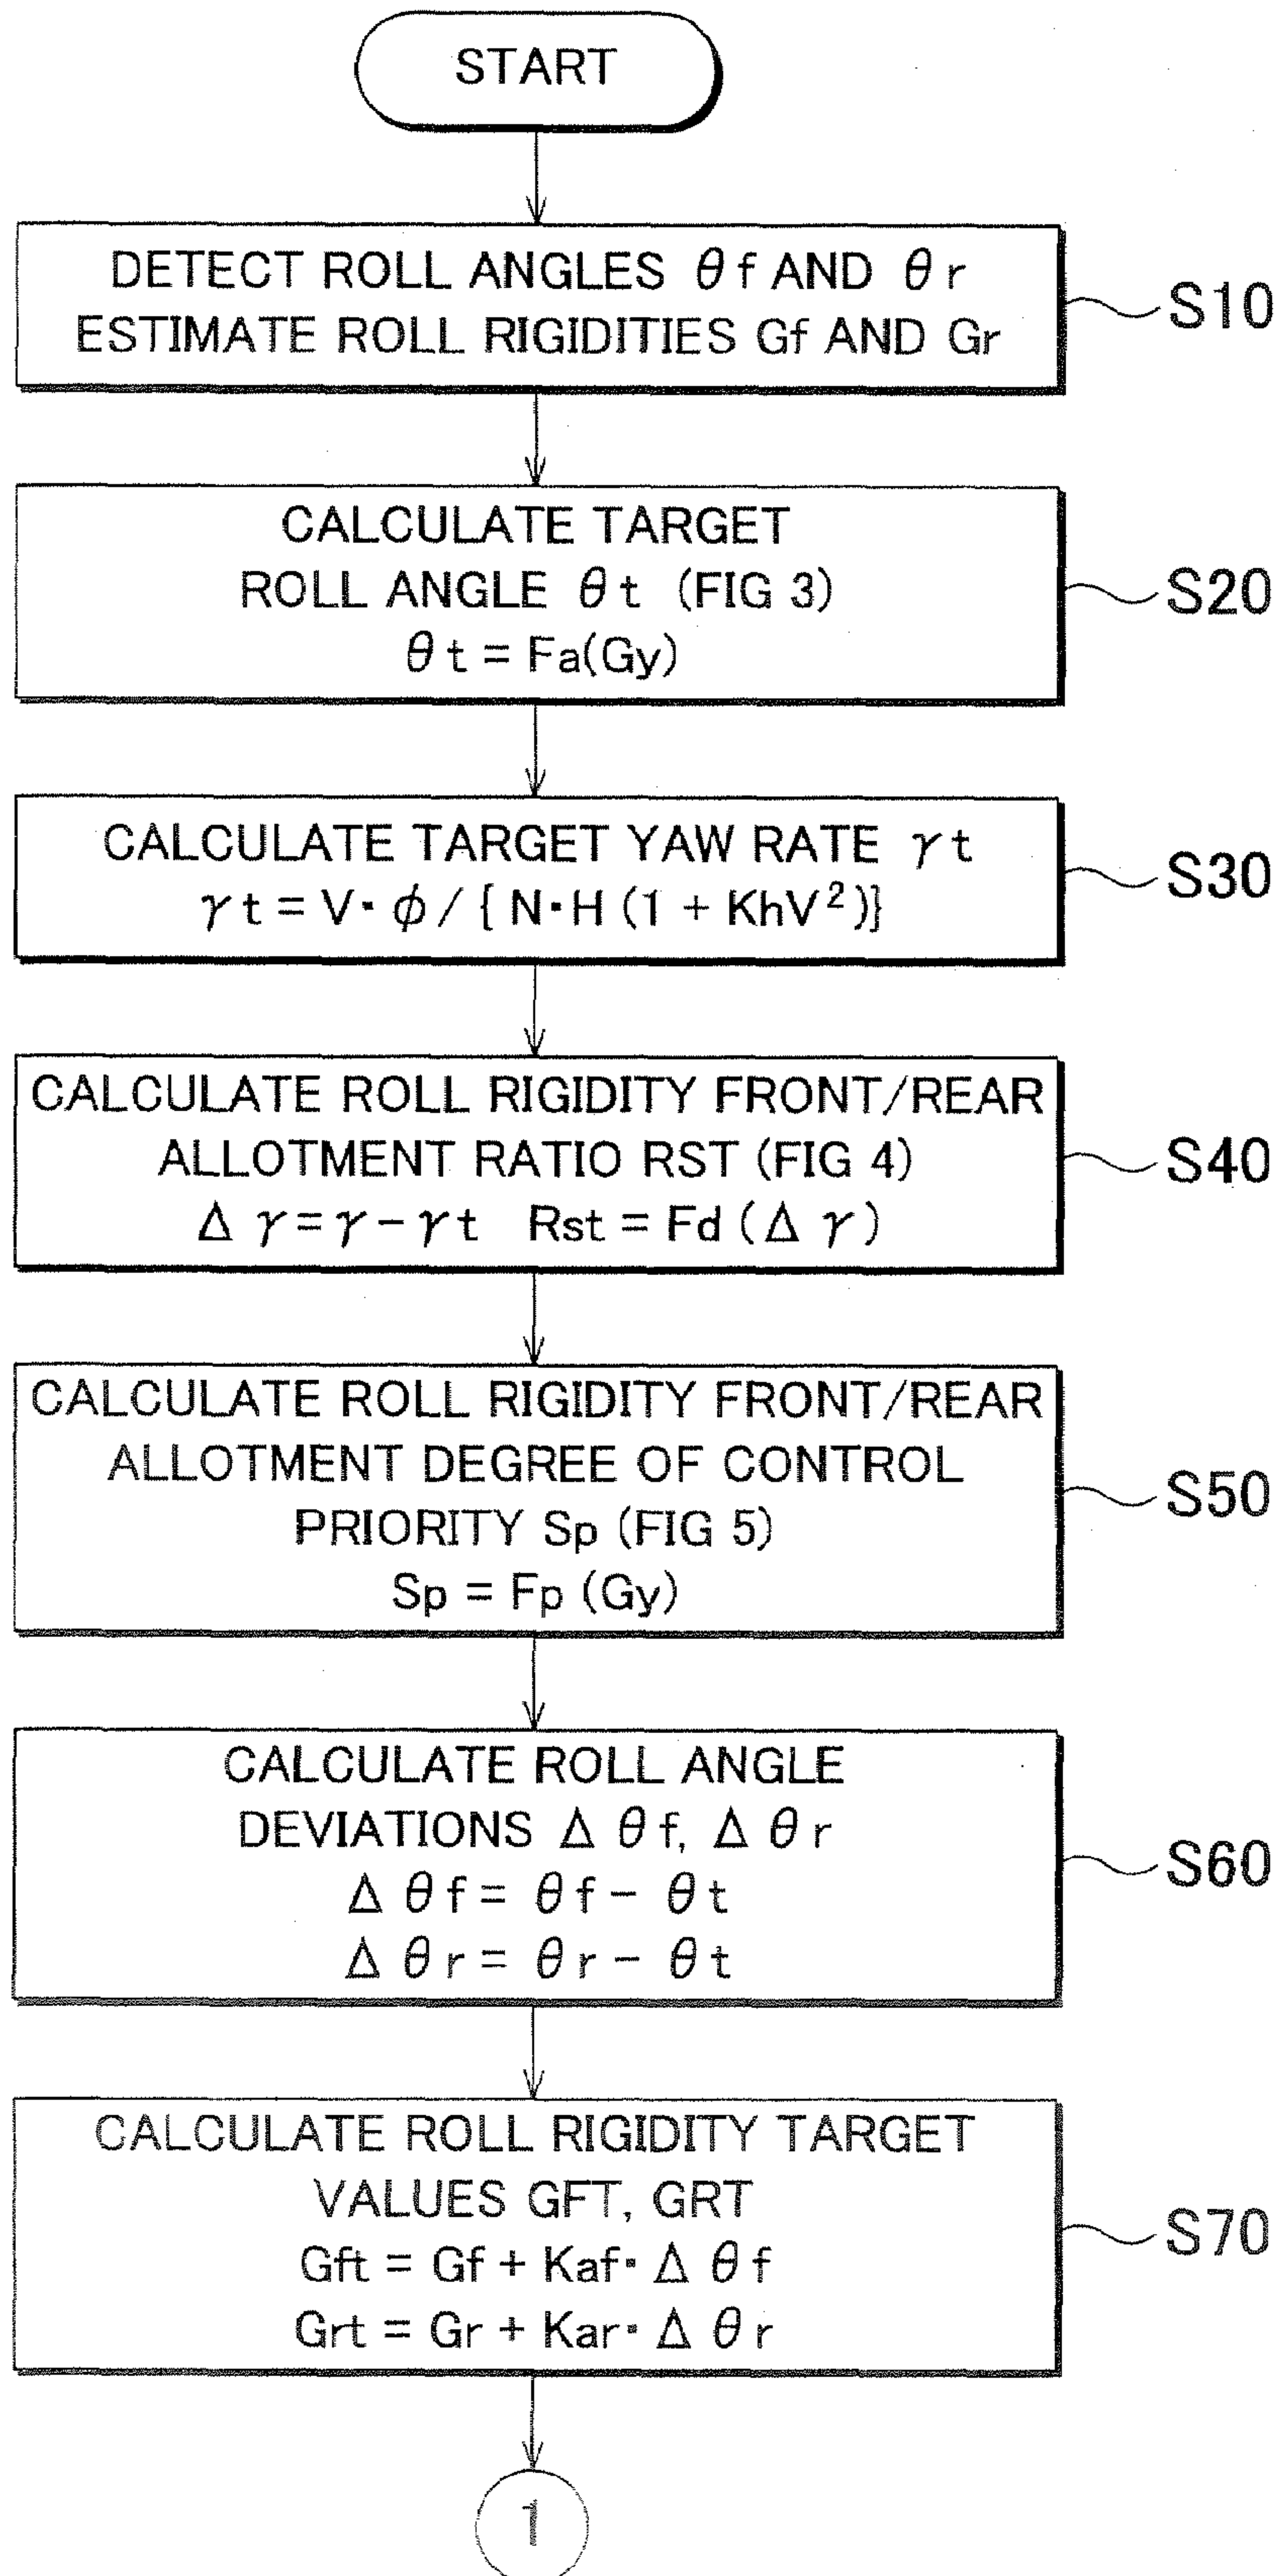 START
DETECT ROLL ANGLES θf AND θr
ESTIMATE ROLL RIGIDITIES Gf AND Gr
S10
CALCULATE TARGET
ROLL ANGLE θt (FIG 3)
θt = Fa(Gy)
S20
CALCULATE TARGET YAW RATE γt
γt = V・φ / { N・H (1 + KhV²)}
S30
CALCULATE ROLL RIGIDITY FRONT/REAR
ALLOTMENT RATIO RST (FIG 4)
Δγ = γ − γt Rst = Fd (Δγ)
S40
CALCULATE ROLL RIGIDITY FRONT/REAR
ALLOTMENT DEGREE OF CONTROL
PRIORITY Sp (FIG 5)
Sp = Fp (Gy)
S50
CALCULATE ROLL ANGLE
DEVIATIONS Δθf, Δθr
Δθf = θf − θt
Δθr = θr − θt
S60
CALCULATE ROLL RIGIDITY TARGET
VALUES GFT, GRT
Gft = Gf + Kaf・Δθf
Grt = Gr + Kar・Δθr
S70
1